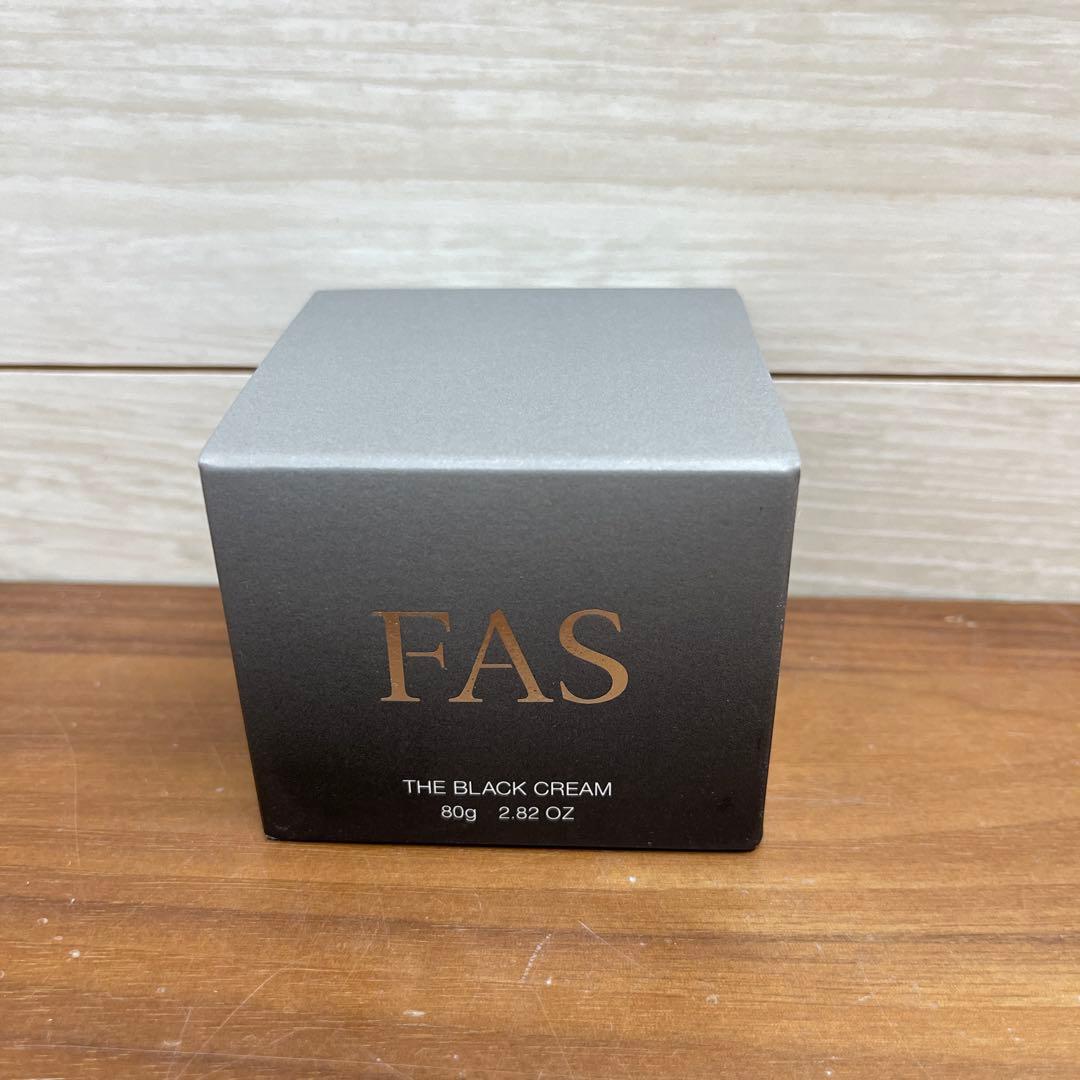 FAS
THE BLACK CREAM
80g 2.82 OZ